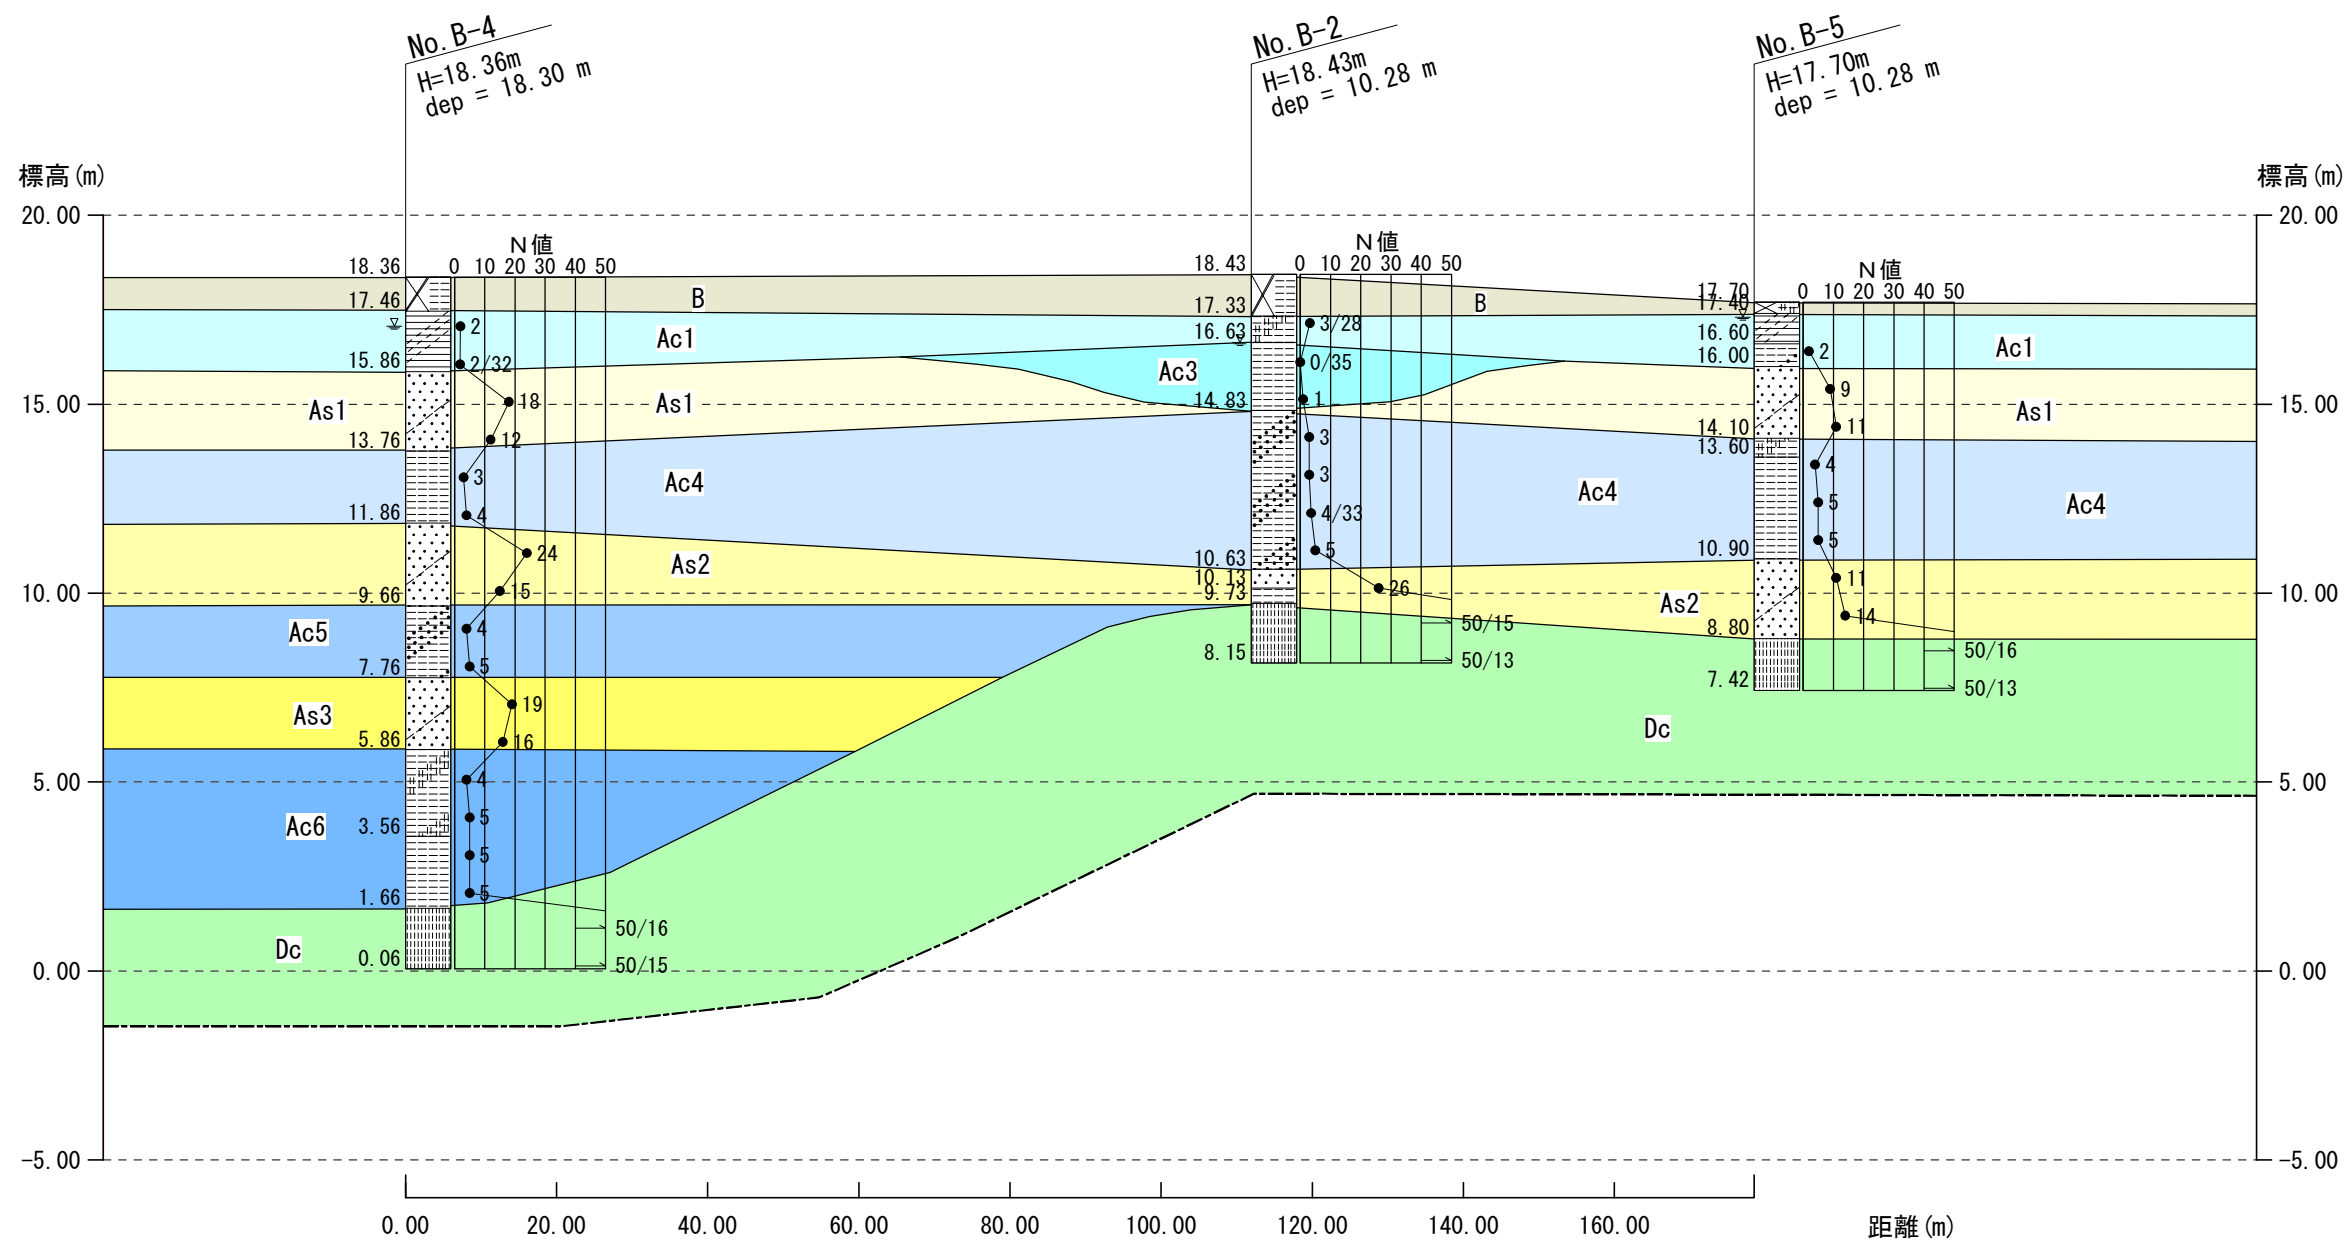 No.B-4
H=18.36m
dep = 18.30 m
No.B-2
H=18.43m
dep = 10.28 m
No.B-5
H=17.70m
dep = 10.28 m
標高(m)
標高(m)
20.00
20.00
15.00
15.00
10.00
10.00
5.00
5.00
0.00
0.00
-5.00
-5.00
N値
0 10 20 30 40 50
18.36
17.46
15.86
13.76
11.86
9.66
7.76
5.86
3.56
1.66
0.06
2
2/32
18
12
3
4
24
15
4
5
19
16
4
5
5
5
50/16
50/15
N値
0 10 20 30 40 50
18.43
17.33
16.63
14.83
10.63
10.13
9.73
8.15
3/28
0/35
1
3
3
4/33
5
26
50/15
50/13
N値
0 10 20 30 40 50
17.70
17.40
16.60
16.00
14.10
13.60
10.90
8.80
7.42
2
9
11
4
5
5
11
14
50/16
50/13
B
B
Ac1
Ac1
Ac3
As1
As1
As1
Ac4
Ac4
Ac4
As2
As2
Ac5
As3
Ac6
Dc
Dc
0.00 20.00 40.00 60.00 80.00 100.00 120.00 140.00 160.00 距離(m)